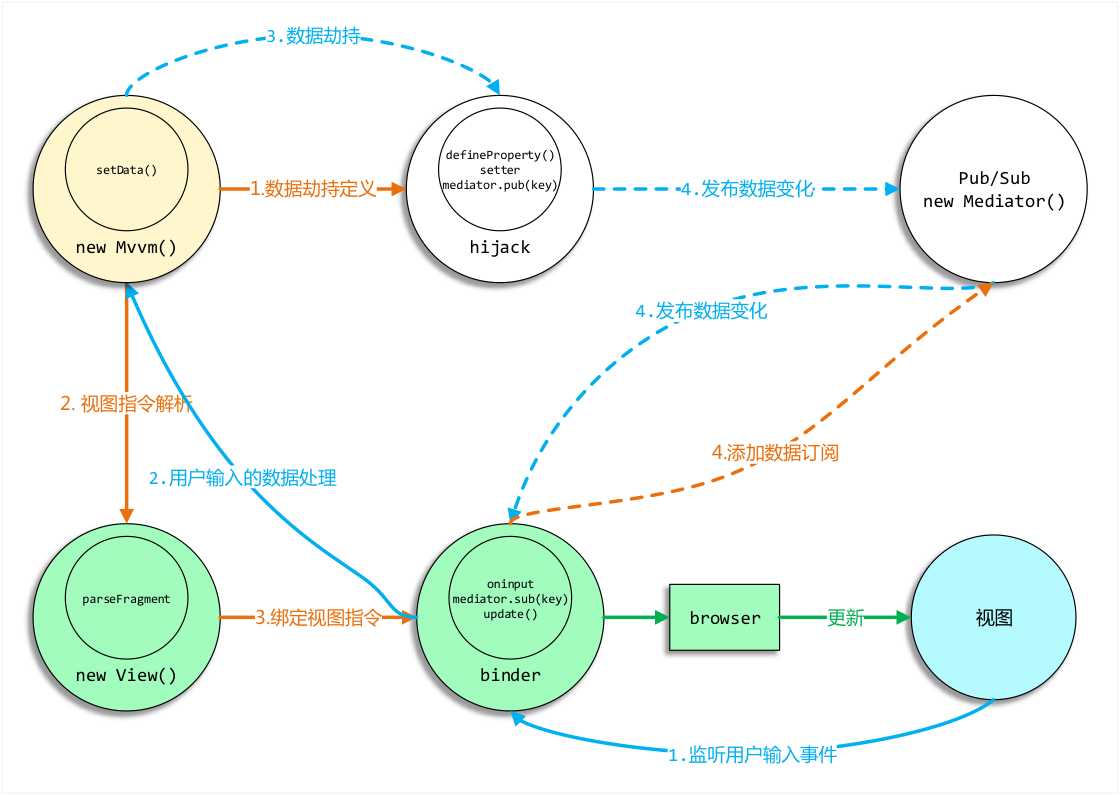 3.数据劫持
setData()
new Mvvm()
1.数据劫持定义
defineProperty()
setter
mediator.pub(key)
hijack
4.发布数据变化
Pub/Sub
new Mediator()
4.发布数据变化
2. 视图指令解析
4.添加数据订阅
2.用户输入的数据处理
parseFragment
new View()
3.绑定视图指令
oninput
mediator.sub(key)
update()
binder
browser
更新
视图
1.监听用户输入事件